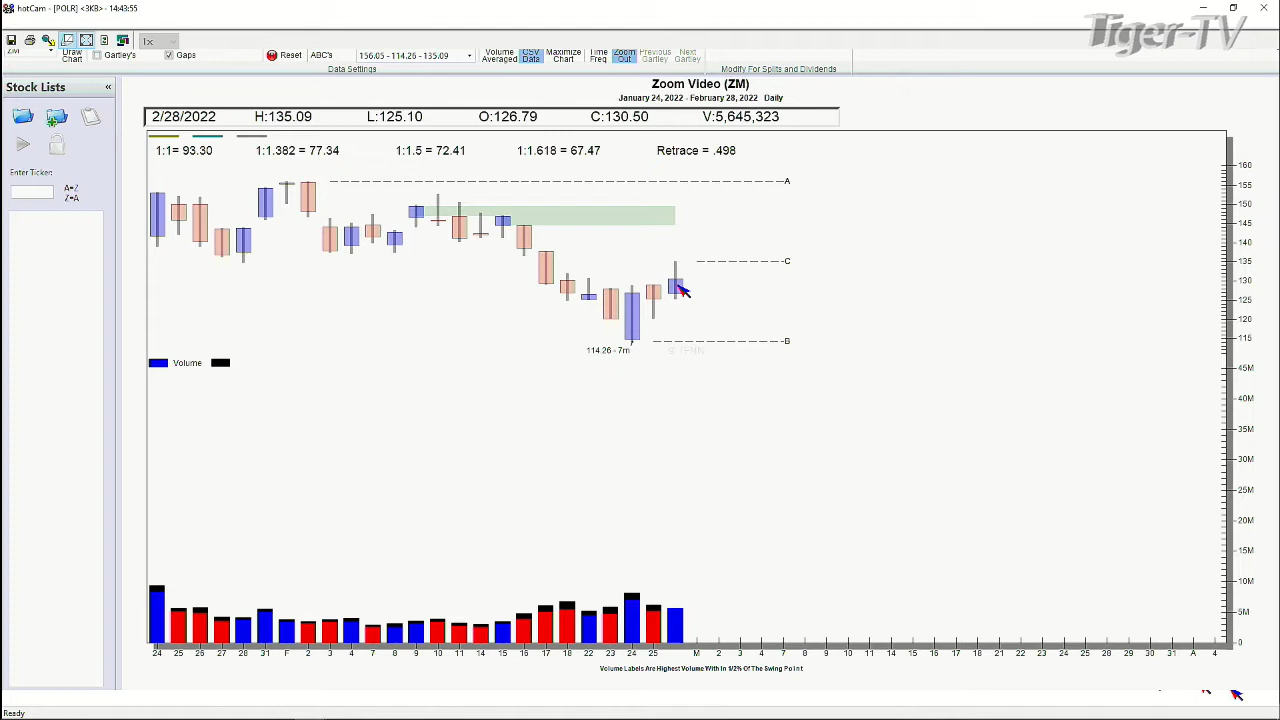 hotCam - [POLR] <3KB> - 14:43:55
Tiger-TV
Draw Chart
Gartley's
Gaps
Reset
ABC's
156.05 - 114.26 - 135.09
Volume Averaged
CSV Data
Maximize Chart
Time Freq
Zoom Out
Previous Gartley
Next Gartley
Data Settings
Modify For Splits and Dividends
Stock Lists «
Enter Ticker:
A=Z
Z=A
Zoom Video (ZM)
January 24, 2022 - February 28, 2022 Daily
2/28/2022 H:135.09 L:125.10 O:126.79 C:130.50 V:5,645,323
1:1= 93.30 1:1.382 = 77.34 1:1.5 = 72.41 1:1.618 = 67.47 Retrace = .498
A
C
B
114.26 - 7m
160
155
150
145
140
135
130
125
120
115
Volume
45M
40M
35M
30M
25M
20M
15M
10M
5M
0
24 25 26 27 28 31 F 2 3 4 7 8 9 10 11 14 15 16 17 18 22 23 24 25 M 2 3 4 7 8 9 10 11 14 15 16 17 18 21 22 23 24 25 28 29 30 31 A 4
Volume Labels Are Highest Volume With In 1/2% Of The Swing Point
Ready